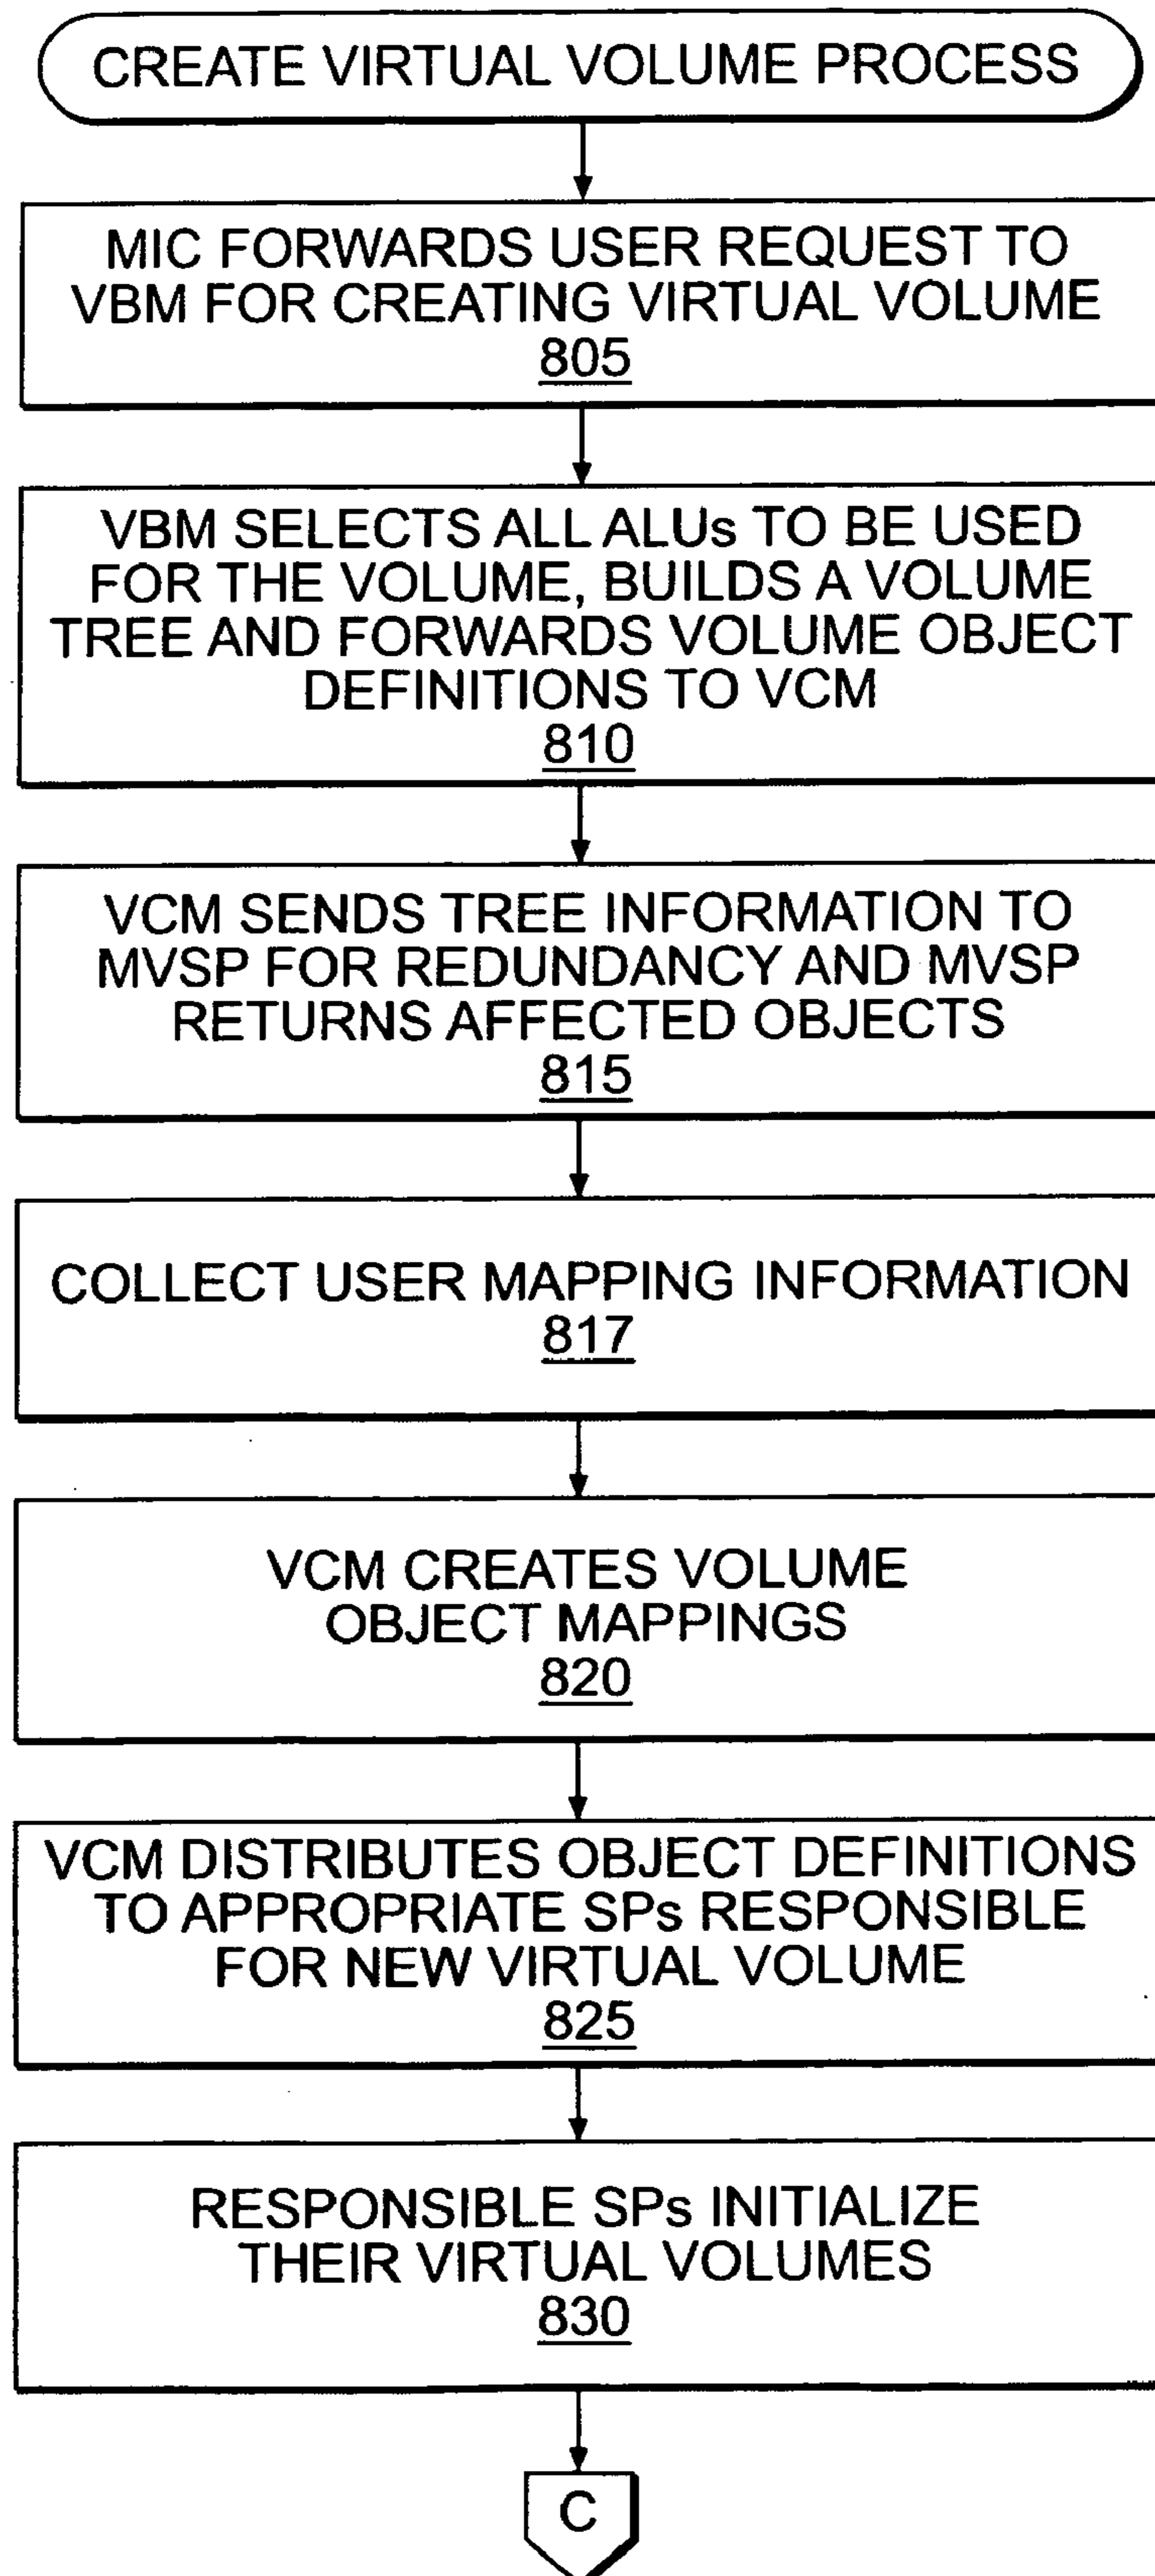 CREATE VIRTUAL VOLUME PROCESS
MIC FORWARDS USER REQUEST TO
VBM FOR CREATING VIRTUAL VOLUME
805
VBM SELECTS ALL ALUs TO BE USED
FOR THE VOLUME, BUILDS A VOLUME
TREE AND FORWARDS VOLUME OBJECT
DEFINITIONS TO VCM
810
VCM SENDS TREE INFORMATION TO
MVSP FOR REDUNDANCY AND MVSP
RETURNS AFFECTED OBJECTS
815
COLLECT USER MAPPING INFORMATION
817
VCM CREATES VOLUME
OBJECT MAPPINGS
820
VCM DISTRIBUTES OBJECT DEFINITIONS
TO APPROPRIATE SPs RESPONSIBLE
FOR NEW VIRTUAL VOLUME
825
RESPONSIBLE SPs INITIALIZE
THEIR VIRTUAL VOLUMES
830
C